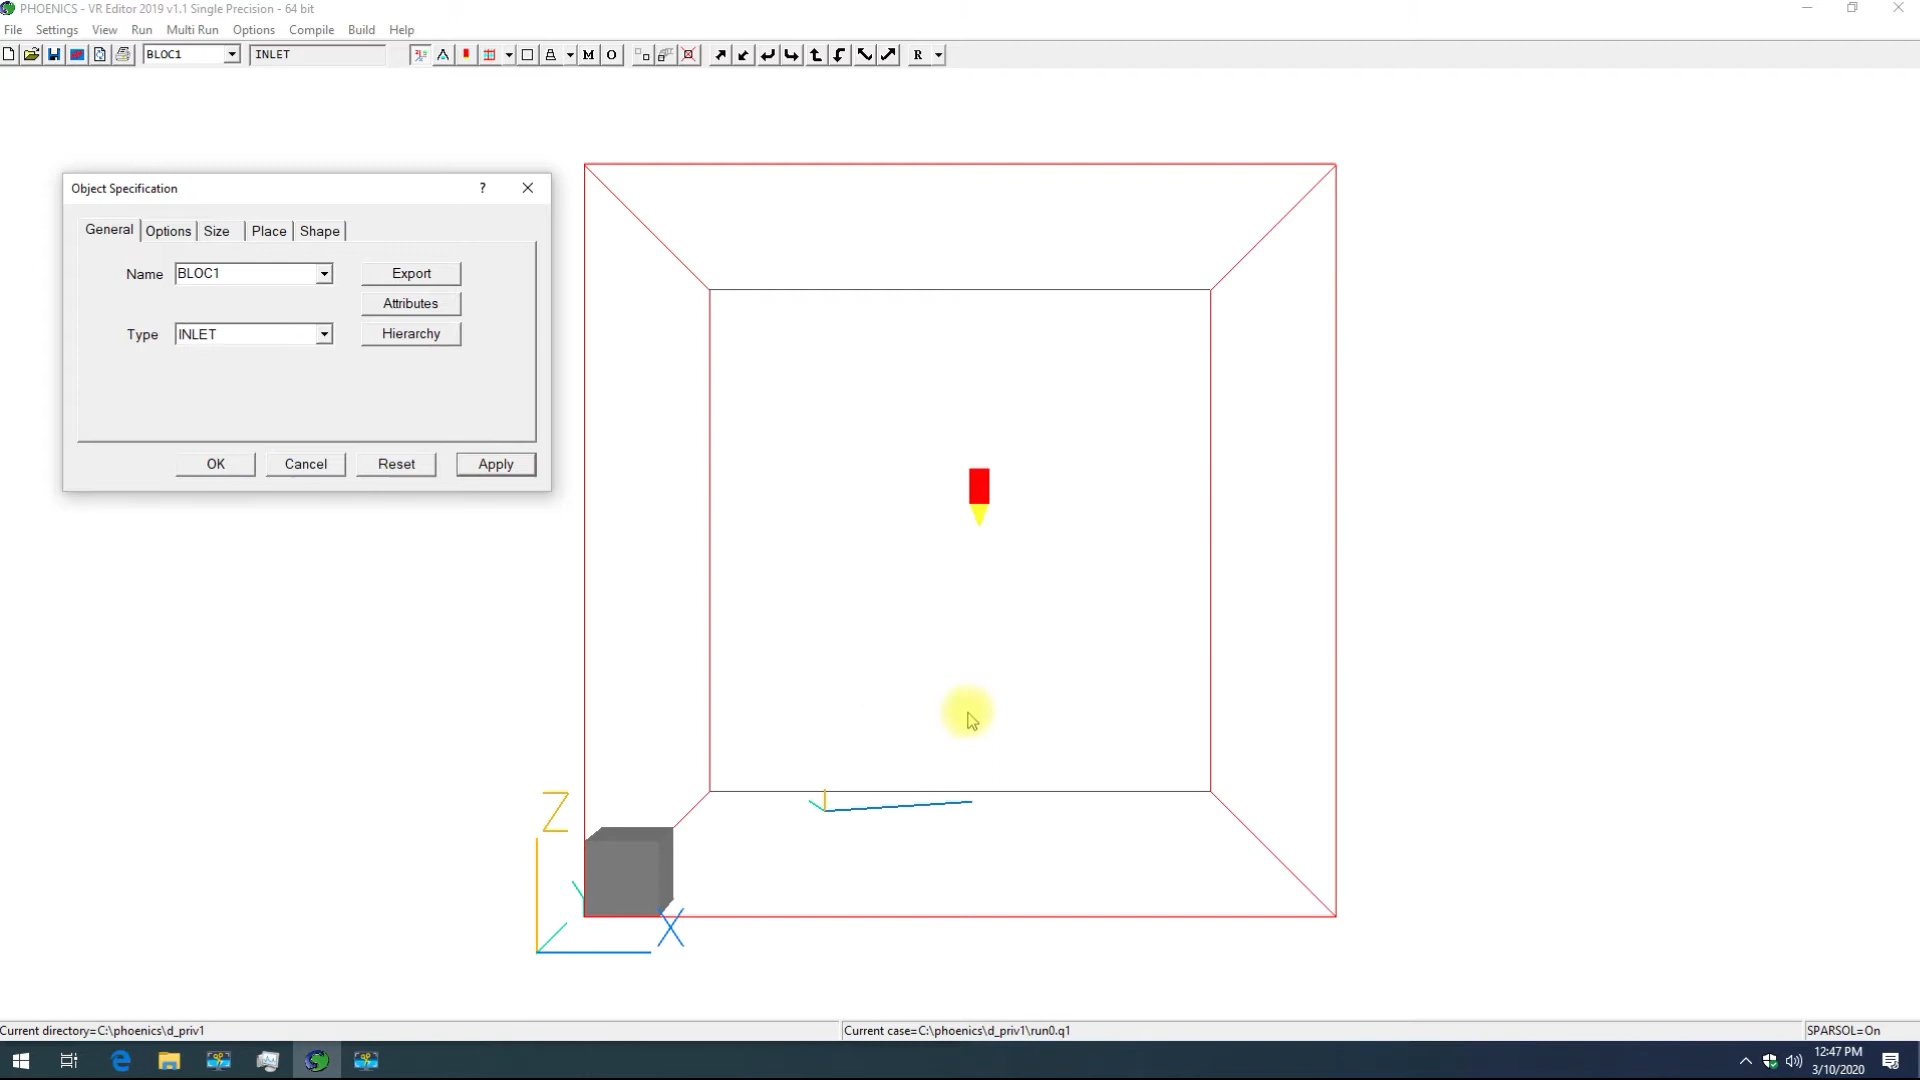 PHOENICS - VR Editor 2019 v1.1 Single Precision - 64 bit
File Settings View Run Multi Run Options Compile Build Help
BLOC1 INLET M O R
Object Specification ?
General Options Size Place Shape
Name BLOC1 Export
Attributes
Type INLET Hierarchy
OK Cancel Reset Apply
Z
X
Current directory=C:\phoenics\d_priv1 Current case=C:\phoenics\d_priv1\run0.q1 SPARSOL=On
12:47 PM
3/10/2020